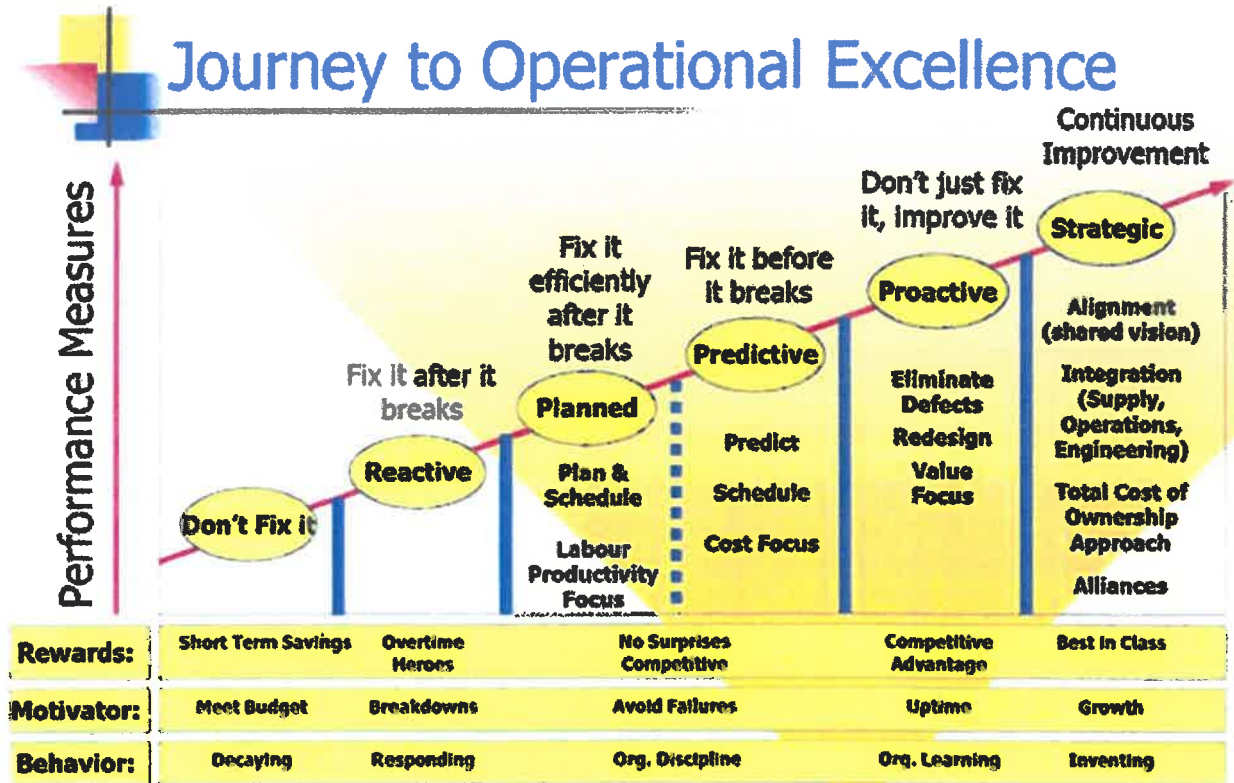 Journey to Operational Excellence
Performance Measures
Continuous
Improvement
Don't just fix
it, improve it
Strategic
Fix it
efficiently
after it
breaks
Fix it before
it breaks
Proactive
Alignment
(shared vision)
Predictive
Fix it after it
breaks
Planned
Eliminate
Defects
Redesign
Value
Focus
Integration
(Supply,
Operations,
Engineering)
Reactive
Plan &
Schedule
Predict
Schedule
Cost Focus
Total Cost of
Ownership
Approach
Don't Fix it
Labour
Productivity
Focus
Alliances
Rewards:
Short Term Savings
Overtime
Heroes
No Surprises
Competitive
Competitive
Advantage
Best in Class
Motivator:
Meet Budget
Breakdowns
Avoid Failures
Uptime
Growth
Behavior:
Decaying
Responding
Org. Discipline
Org. Learning
Inventing